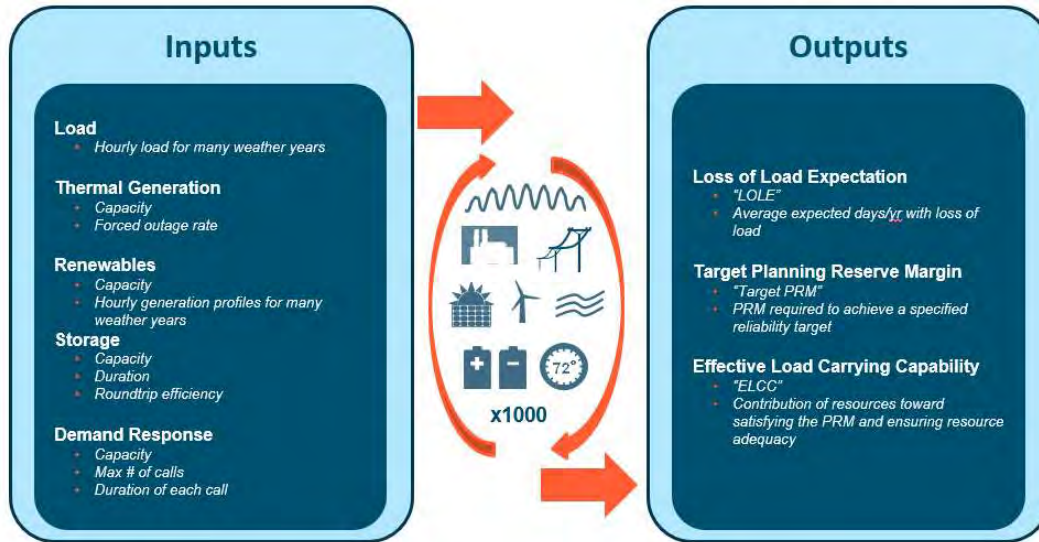 Inputs
Load
• Hourly load for many weather years
Thermal Generation
• Capacity
• Forced outage rate
Renewables
• Capacity
• Hourly generation profiles for many
weather years
Storage
• Capacity
• Duration
• Roundtrip efficiency
Demand Response
• Capacity
• Max # of calls
• Duration of each call
72°
x1000
Outputs
Loss of Load Expectation
• "LOLE"
• Average expected days/yr with loss of
load
Target Planning Reserve Margin
• "Target PRM"
• PRM required to achieve a specified
reliability target
Effective Load Carrying Capability
• "ELCC"
• Contribution of resources toward
satisfying the PRM and ensuring resource
adequacy